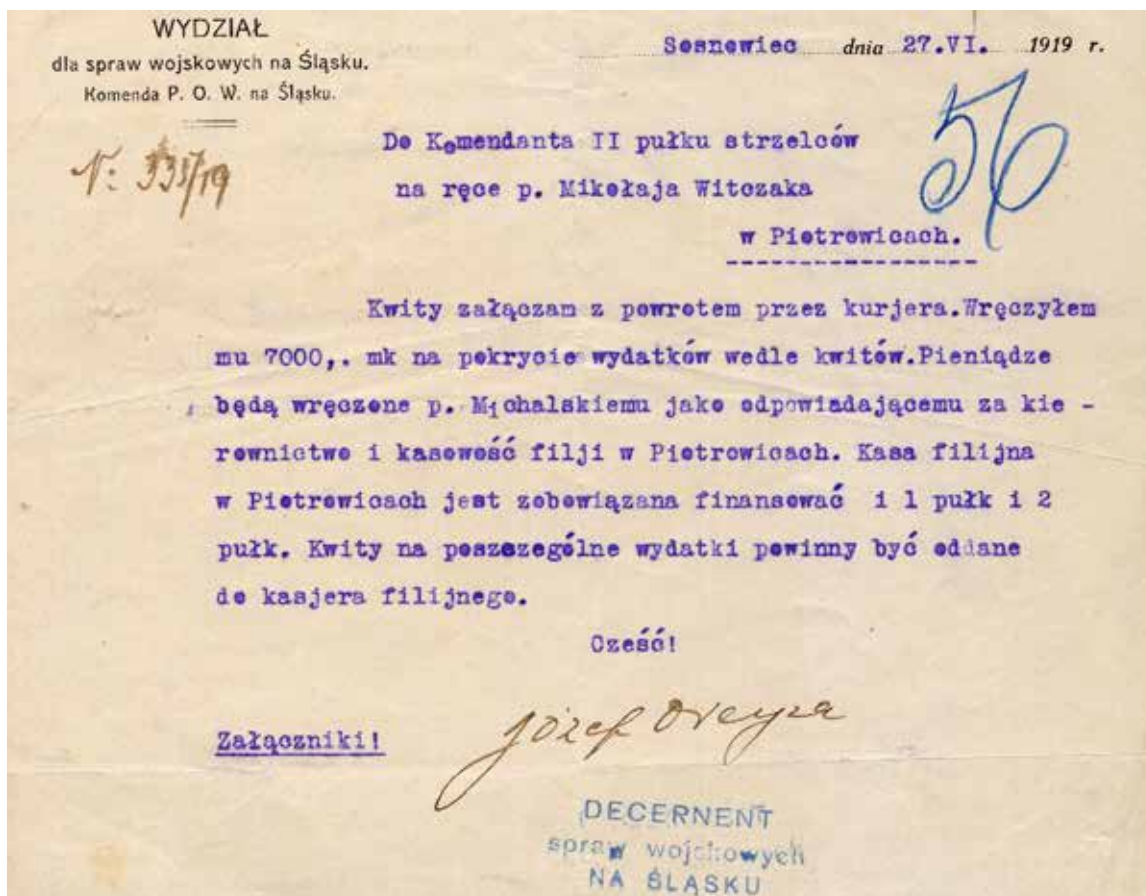 WYDZIAŁ
dla spraw wojskowych na Śląsku.
Komenda P. O. W. na Śląsku.
Sosnowiec dnia 27.VI. 1919 r.
N: 335/19
56
Do Komendanta II pułku strzelców
na ręce p. Mikołaja Witczaka
w Pietrowicach.
Kwity załączam z powrotem przez kurjera.Wręczyłem
mu 7000,. mk na pokrycie wydatków wedle kwitów.Pieniądze
będą wręczone p. Michalskiemu jako odpowiadającemu za kie -
rownictwo i kasowość filji w Pietrowicach. Kasa filijna
w Pietrowicach jest zobowiązana finansować i 1 pułk i 2
pułk. Kwity na poszczególne wydatki powinny być oddane
do kasjera filijnego.
Cześć!
Załączniki!
Józef Dreyza
DECERNENT
spraw wojskowych
NA ŚLĄSKU